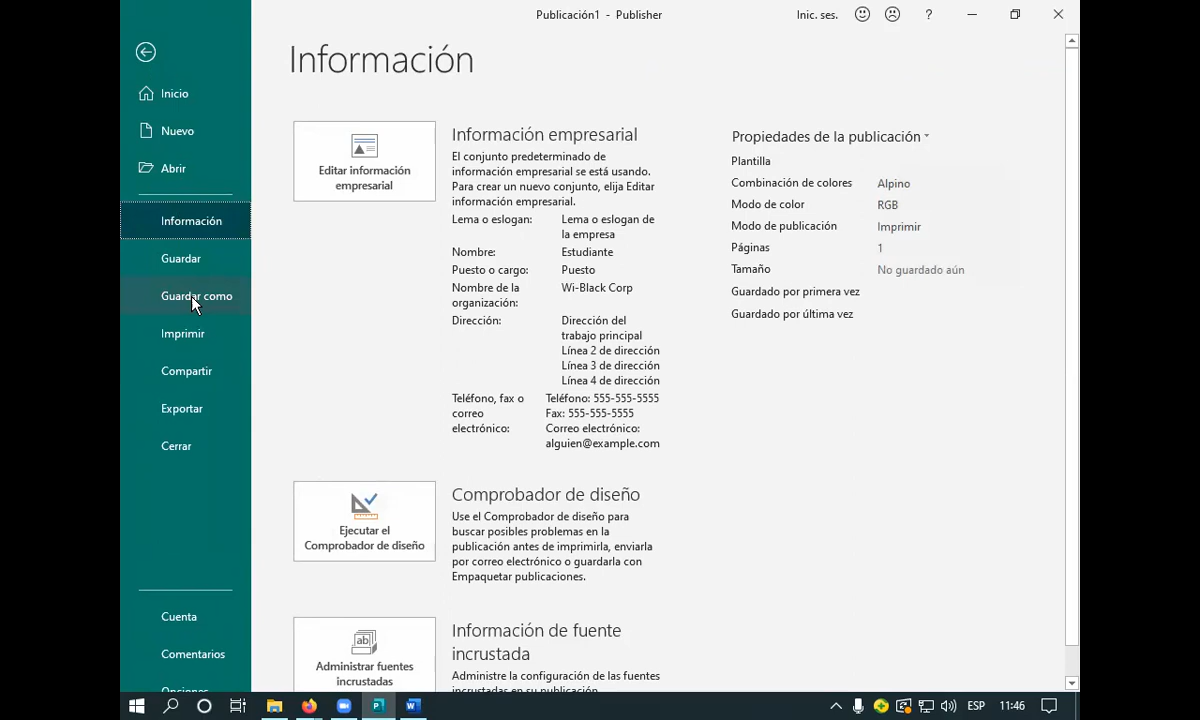 Publicación1 - Publisher
Inic. ses.
?
Información
Inicio
Nuevo
Abrir
Información
Guardar
Guardar como
Imprimir
Compartir
Exportar
Cerrar
Cuenta
Comentarios
Opciones
Editar información
empresarial
Información empresarial
El conjunto predeterminado de
información empresarial se está usando.
Para crear un nuevo conjunto, elija Editar
información empresarial.
Lema o eslogan: Lema o eslogan de
la empresa
Nombre: Estudiante
Puesto o cargo: Puesto
Nombre de la Wi-Black Corp
organización:
Dirección: Dirección del
trabajo principal
Línea 2 de dirección
Línea 3 de dirección
Línea 4 de dirección
Teléfono, fax o Teléfono: 555-555-5555
correo Fax: 555-555-5555
electrónico: Correo electrónico:
alguien@example.com
Propiedades de la publicación
Plantilla
Combinación de colores Alpino
Modo de color RGB
Modo de publicación Imprimir
Páginas 1
Tamaño No guardado aún
Guardado por primera vez
Guardado por última vez
Ejecutar el
Comprobador de diseño
Comprobador de diseño
Use el Comprobador de diseño para
buscar posibles problemas en la
publicación antes de imprimirla, enviarla
por correo electrónico o guardarla con
Empaquetar publicaciones.
Administrar fuentes
incrustadas
Información de fuente
incrustada
Administre la configuración de las fuentes
incrustadas en su publicación
ESP 11:46